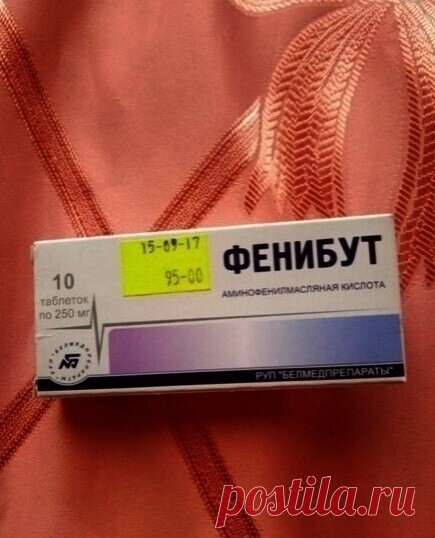 15-09-17
95-00
ФЕНИБУТ
АМИНОФЕНИЛМАСЛЯНАЯ КИСЛОТА
10
таблеток
по 250 мг
РУП "БЕЛМЕДПРЕПАРАТЫ"
postila.ru